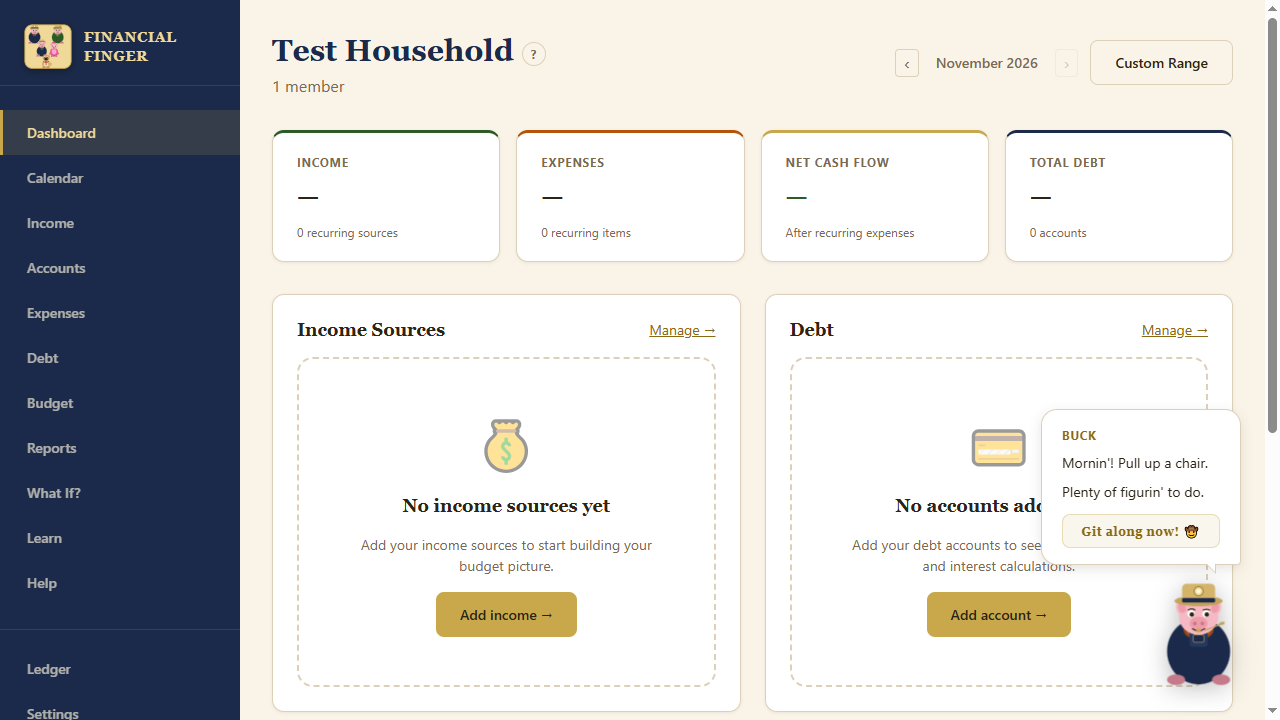 FINANCIAL
FINGER
Dashboard
Calendar
Income
Accounts
Expenses
Debt
Budget
Reports
What If?
Learn
Help
Ledger
Settings
Test Household
?
1 member
‹
November 2026
›
Custom Range
INCOME
—
0 recurring sources
EXPENSES
—
0 recurring items
NET CASH FLOW
—
After recurring expenses
TOTAL DEBT
—
0 accounts
Income Sources
Manage →
$
No income sources yet
Add your income sources to start building your
budget picture.
Add income →
Debt
Manage →
No accounts add
Add your debt accounts to see
and interest calculations.
Add account →
BUCK
Mornin'! Pull up a chair.
Plenty of figurin' to do.
Git along now! 🤠